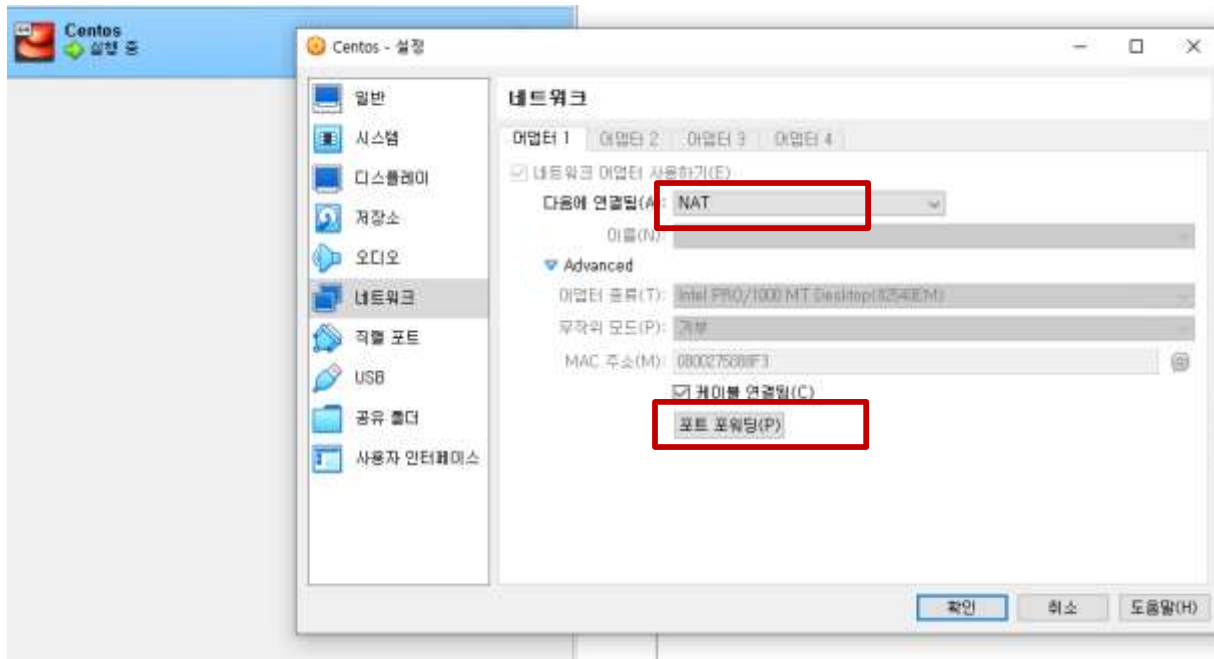 Centos
실행 중
Centos - 설정
일반
시스템
디스플레이
저장소
오디오
네트워크
직렬 포트
USB
공유 폴더
사용자 인터페이스
네트워크
어댑터 1 어댑터 2 어댑터 3 어댑터 4
네트워크 어댑터 사용하기(E)
다음에 연결됨(A): NAT
이름(N):
Advanced
어댑터 종류(T): Intel PRO/1000 MT Desktop(82540EM)
무작위 모드(P): 거부
MAC 주소(M):
케이블 연결됨(C)
포트 포워딩(P)
확인 취소 도움말(H)